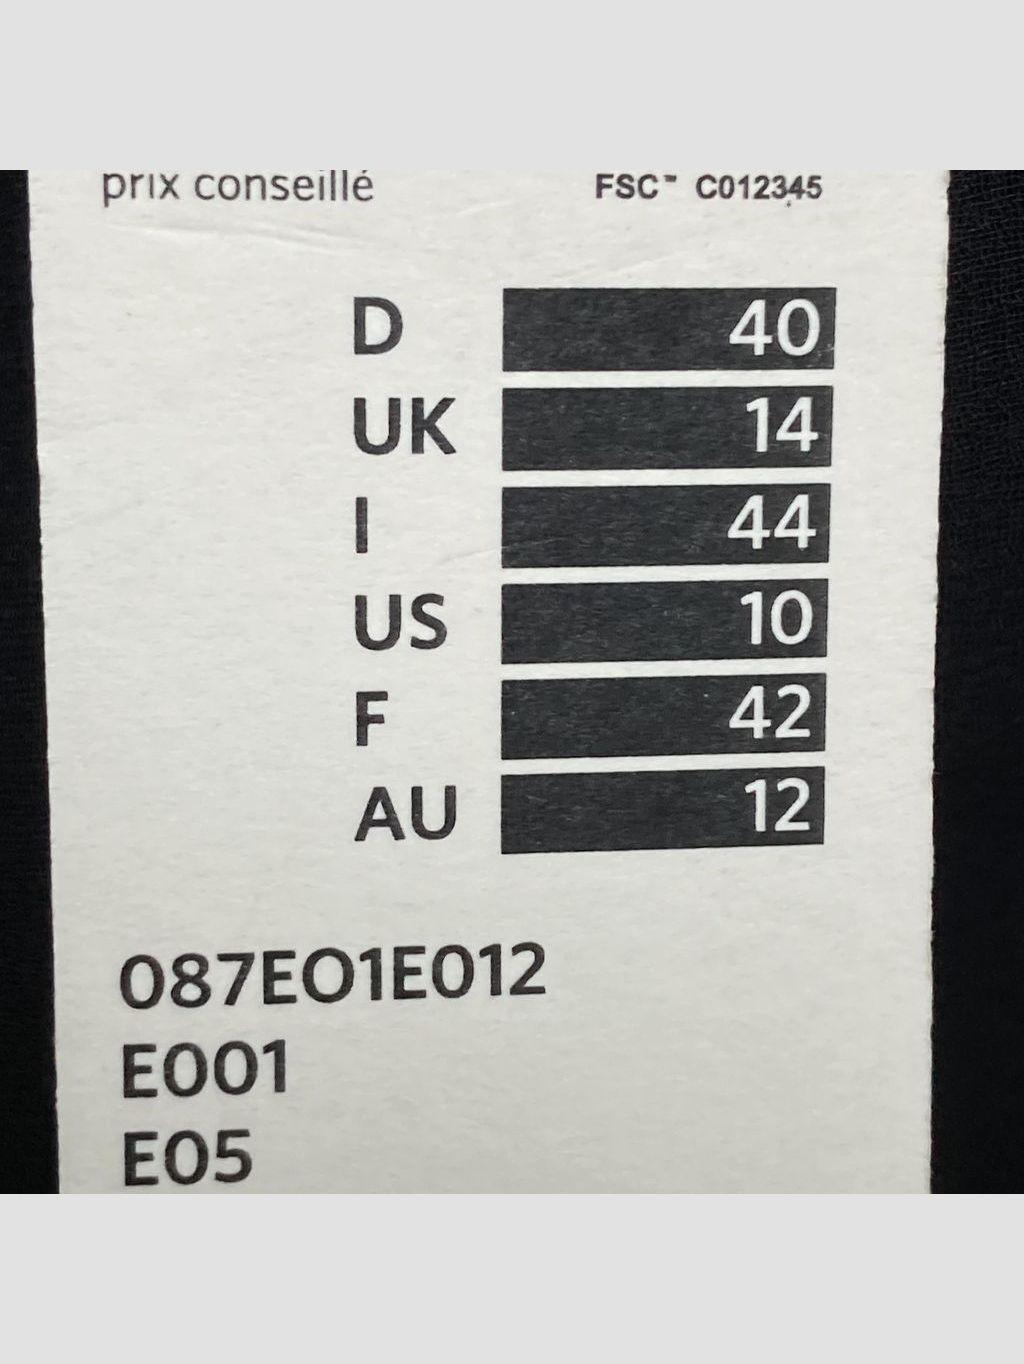 prix conseillé FSC™ C012345
D 40
UK 14
I 44
US 10
F 42
AU 12
087EO1E012
E001
E05